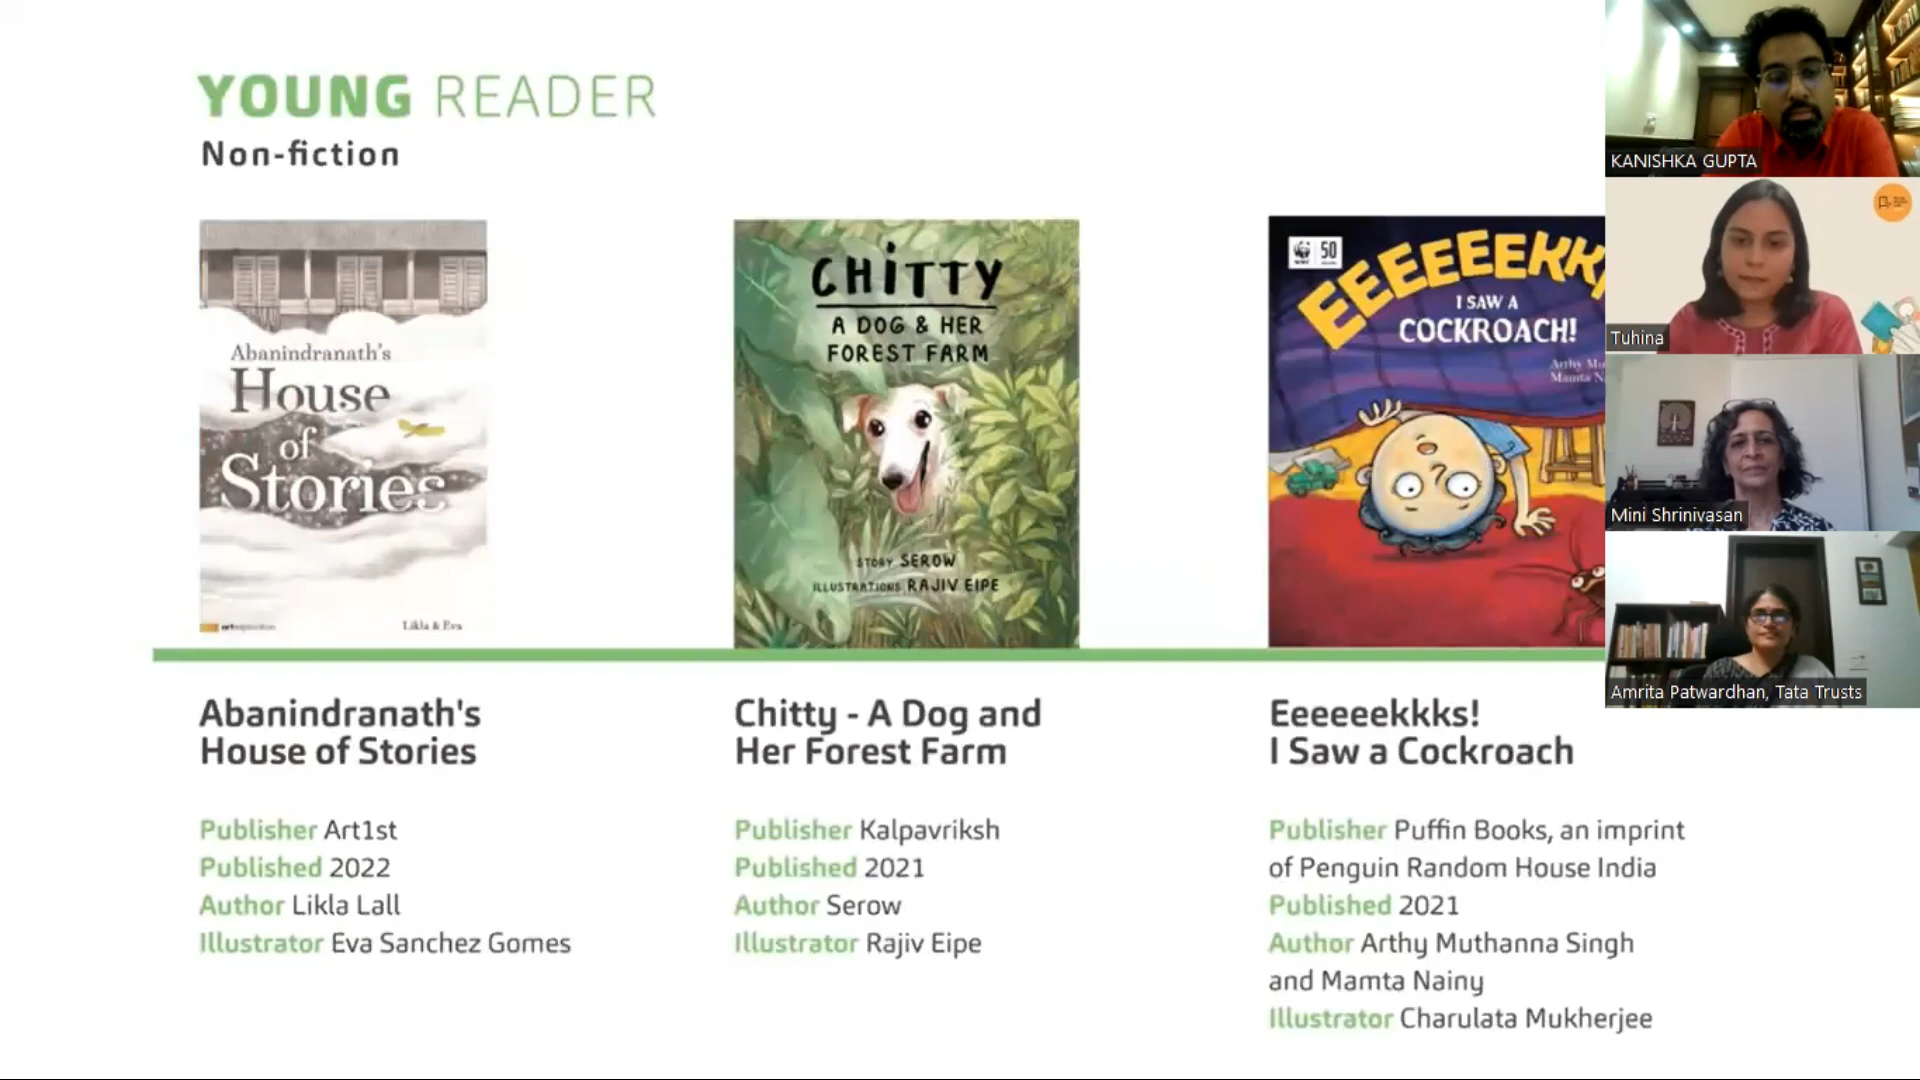 YOUNG READER
Non-fiction
Abanindranath's
House
of
Stories
Likla & Eva
CHITTY
A DOG & HER
FOREST FARM
STORY SEROW
ILLUSTRATIONS RAJIV EIPE
50
EEEEEEKK
I SAW A
COCKROACH!
Abanindranath's
House of Stories
Publisher Art1st
Published 2022
Author Likla Lall
Illustrator Eva Sanchez Gomes
Chitty - A Dog and
Her Forest Farm
Publisher Kalpavriksh
Published 2021
Author Serow
Illustrator Rajiv Eipe
Eeeeeekkks!
I Saw a Cockroach
Publisher Puffin Books, an imprint
of Penguin Random House India
Published 2021
Author Arthy Muthanna Singh
and Mamta Nainy
Illustrator Charulata Mukherjee
KANISHKA GUPTA
Tuhina
Mini Shrinivasan
Amrita Patwardhan, Tata Trusts